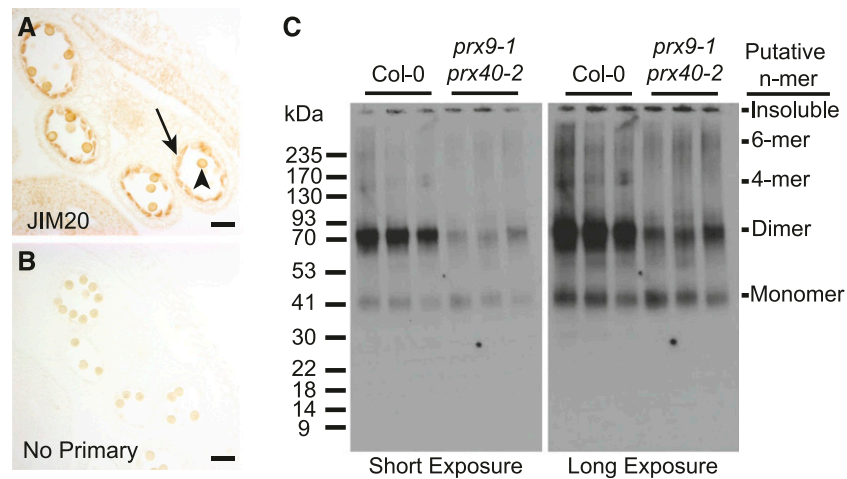 A
JIM20
B
No Primary
C
kDa
Col-0
prx9-1
prx40-2
Col-0
prx9-1
prx40-2
Putative
n-mer
235
170
130
93
70
53
41
30
22
18
14
9
Insoluble
6-mer
4-mer
Dimer
Monomer
Short Exposure
Long Exposure